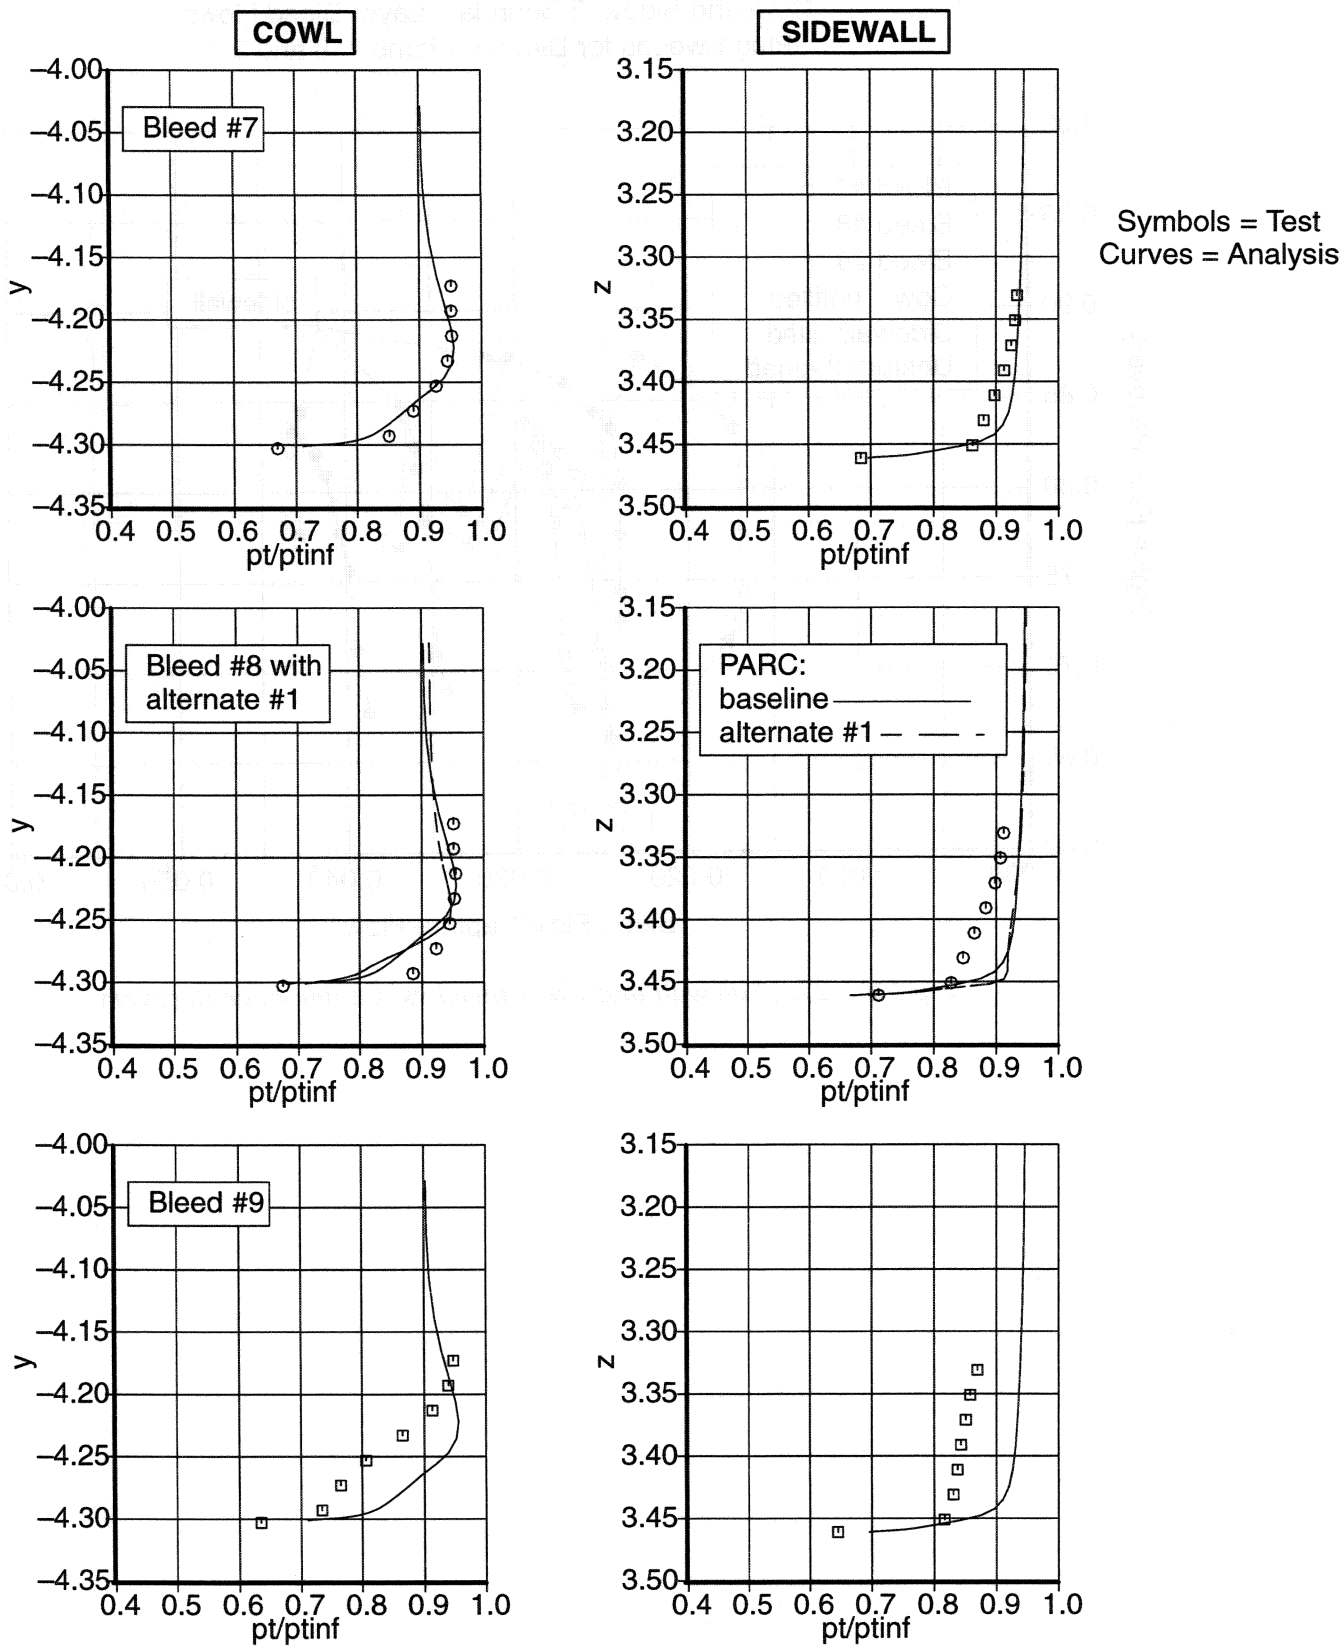 COWL
SIDEWALL
−4.00
−4.05
−4.10
−4.15
−4.20
−4.25
−4.30
−4.35
y
Bleed #7
0.4 0.5 0.6 0.7 0.8 0.9 1.0
pt/ptinf
3.15
3.20
3.25
3.30
3.35
3.40
3.45
3.50
z
0.4 0.5 0.6 0.7 0.8 0.9 1.0
pt/ptinf
Symbols = Test
Curves = Analysis
−4.00
−4.05
−4.10
−4.15
−4.20
−4.25
−4.30
−4.35
y
Bleed #8 with
alternate #1
0.4 0.5 0.6 0.7 0.8 0.9 1.0
pt/ptinf
3.15
3.20
3.25
3.30
3.35
3.40
3.45
3.50
z
PARC:
baseline
alternate #1
0.4 0.5 0.6 0.7 0.8 0.9 1.0
pt/ptinf
−4.00
−4.05
−4.10
−4.15
−4.20
−4.25
−4.30
−4.35
y
Bleed #9
0.4 0.5 0.6 0.7 0.8 0.9 1.0
pt/ptinf
3.15
3.20
3.25
3.30
3.35
3.40
3.45
3.50
z
0.4 0.5 0.6 0.7 0.8 0.9 1.0
pt/ptinf